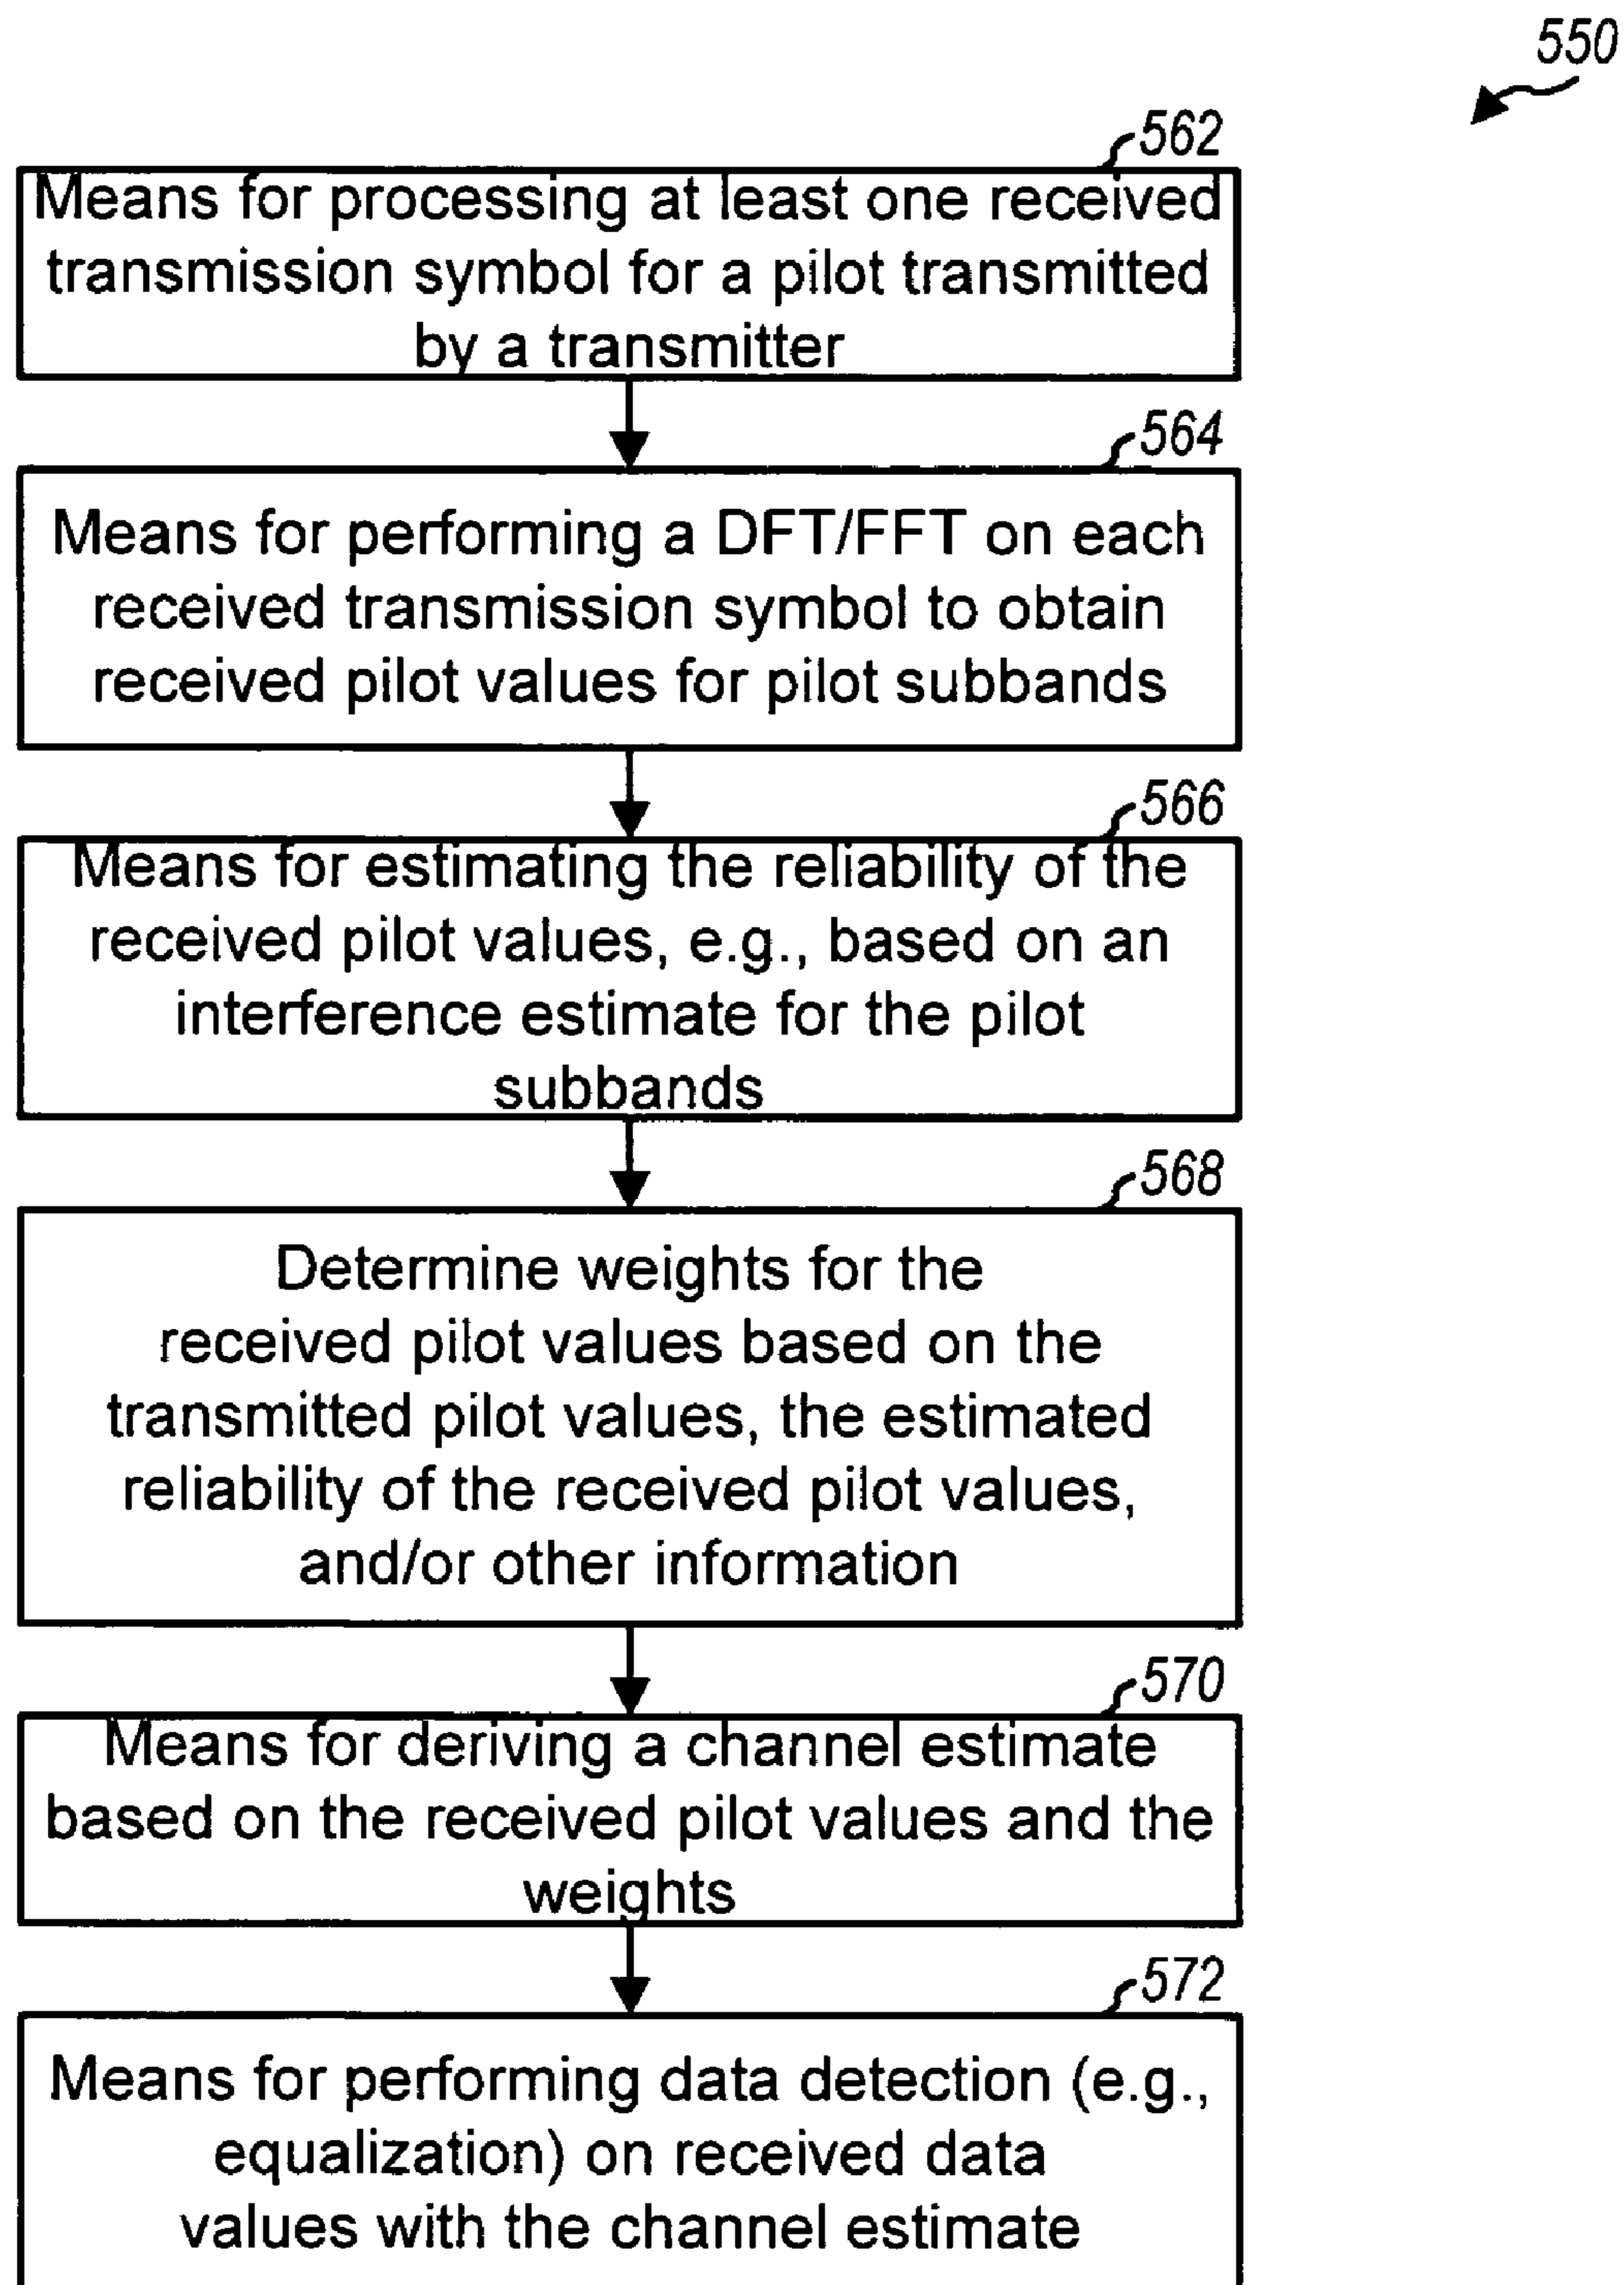 550
562
Means for processing at least one received
transmission symbol for a pilot transmitted
by a transmitter
564
Means for performing a DFT/FFT on each
received transmission symbol to obtain
received pilot values for pilot subbands
566
Means for estimating the reliability of the
received pilot values, e.g., based on an
interference estimate for the pilot
subbands
568
Determine weights for the
received pilot values based on the
transmitted pilot values, the estimated
reliability of the received pilot values,
and/or other information
570
Means for deriving a channel estimate
based on the received pilot values and the
weights
572
Means for performing data detection (e.g.,
equalization) on received data
values with the channel estimate